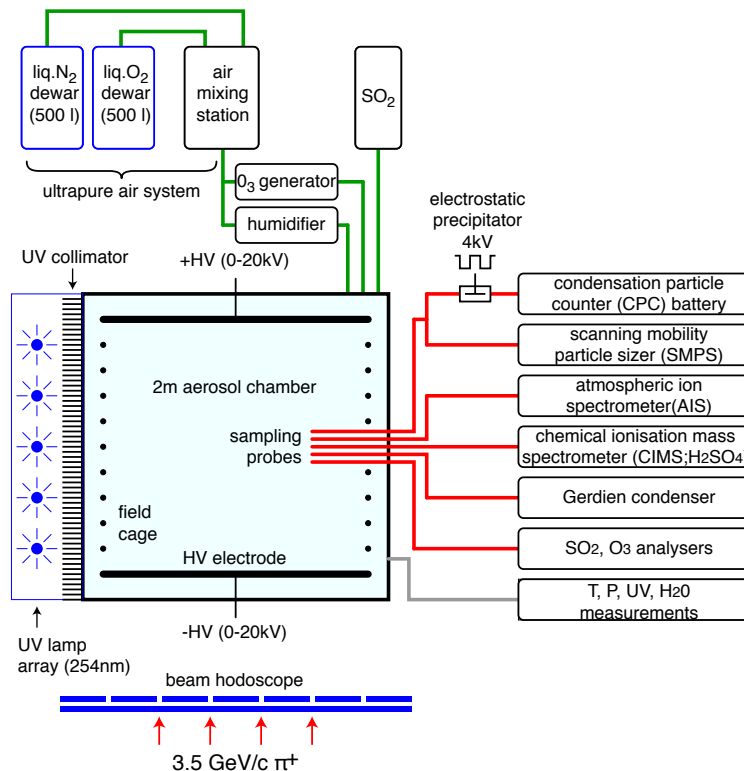 liq.N2
dewar
(500 l)
liq.O2
dewar
(500 l)
air
mixing
station
SO2
ultrapure air system
O3 generator
humidifier
electrostatic
precipitator
4kV
UV collimator
+HV (0-20kV)
condensation particle
counter (CPC) battery
scanning mobility
particle sizer (SMPS)
2m aerosol chamber
atmospheric ion
spectrometer(AIS)
sampling
probes
chemical ionisation mass
spectrometer (CIMS;H2SO4)
Gerdien condenser
field
cage
SO2, O3 analysers
HV electrode
T, P, UV, H20
measurements
-HV (0-20kV)
UV lamp
array (254nm)
beam hodoscope
3.5 GeV/c π+